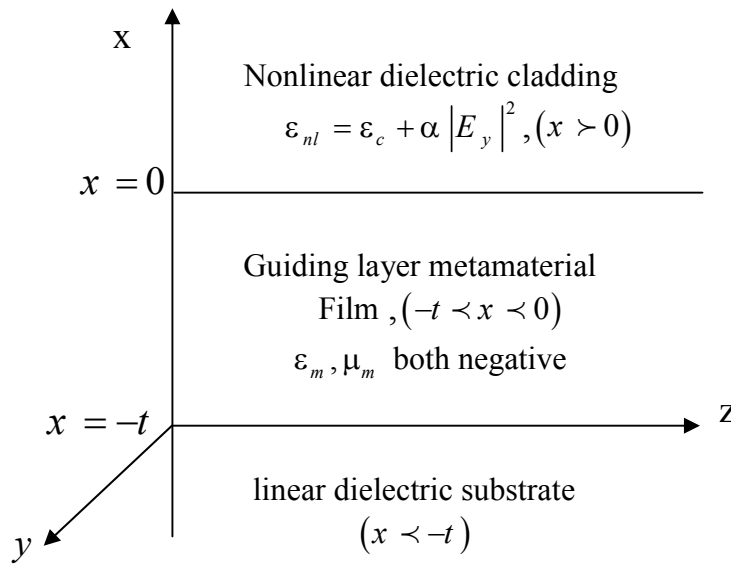 x
Nonlinear dielectric cladding
ε_nl = ε_c + α |E_y|^2 , (x ≻ 0)
x = 0
Guiding layer metamaterial
Film , (−t ≺ x ≺ 0)
ε_m , μ_m both negative
x = −t
z
linear dielectric substrate
(x ≺ −t)
y